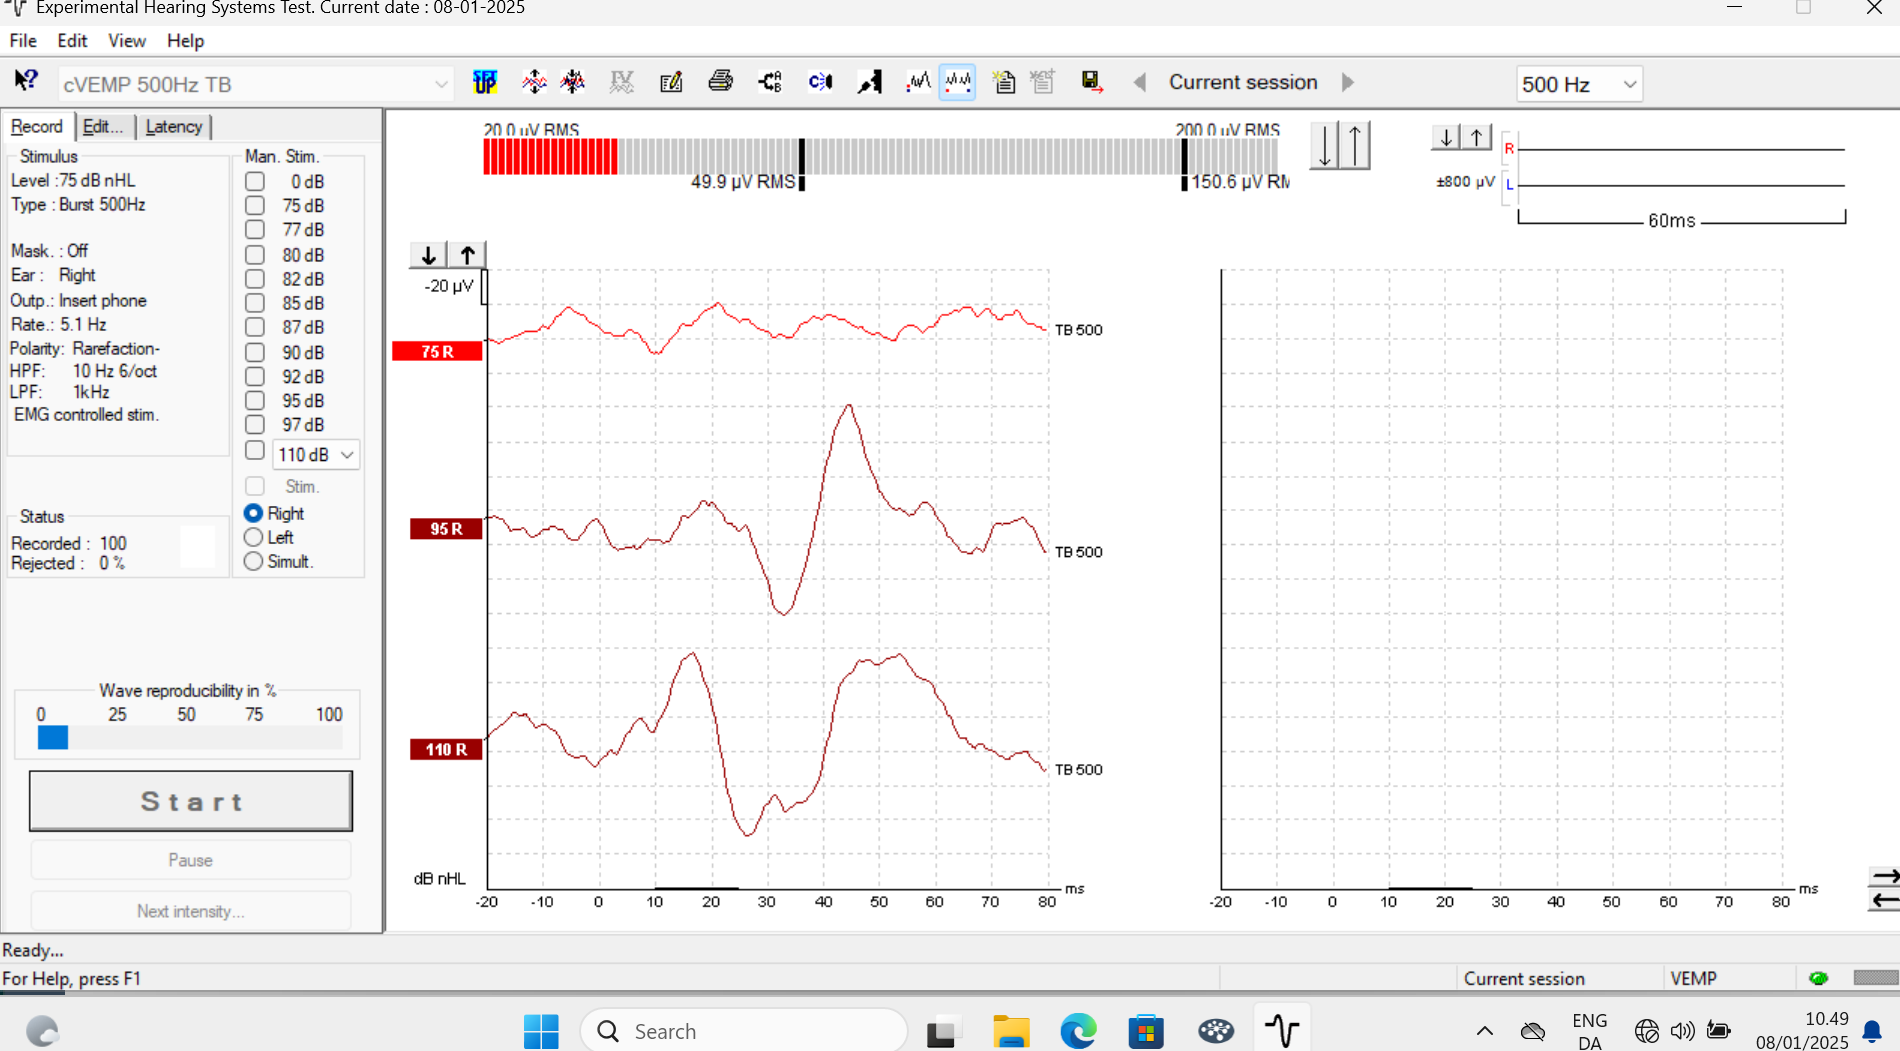 Experimental Hearing Systems Test. Current date : 08-01-2025
File Edit View Help
cVEMP 500Hz TB
SET UP
A B
Current session
500 Hz
Record Edit... Latency
Stimulus
Level :75 dB nHL
Type : Burst 500Hz
Mask. : Off
Ear : Right
Outp.: Insert phone
Rate.: 5.1 Hz
Polarity: Rarefaction-
HPF: 10 Hz 6/oct
LPF: 1kHz
EMG controlled stim.
Man. Stim.
0 dB
75 dB
77 dB
80 dB
82 dB
85 dB
87 dB
90 dB
92 dB
95 dB
97 dB
110 dB
Stim.
Right
Left
Simult.
Status
Recorded : 100
Rejected : 0 %
Wave reproducibility in %
0 25 50 75 100
Start
Pause
Next intensity...
20.0 µV RMS 200.0 µV RMS
49.9 µV RMS 150.6 µV RM
R
±800 µV L
60ms
-20 µV
75 R TB 500
95 R TB 500
110 R TB 500
dB nHL
ms
-20 -10 0 10 20 30 40 50 60 70 80
ms
-20 -10 0 10 20 30 40 50 60 70 80
Ready...
For Help, press F1 Current session VEMP
Search
ENG
DA
10.49
08/01/2025